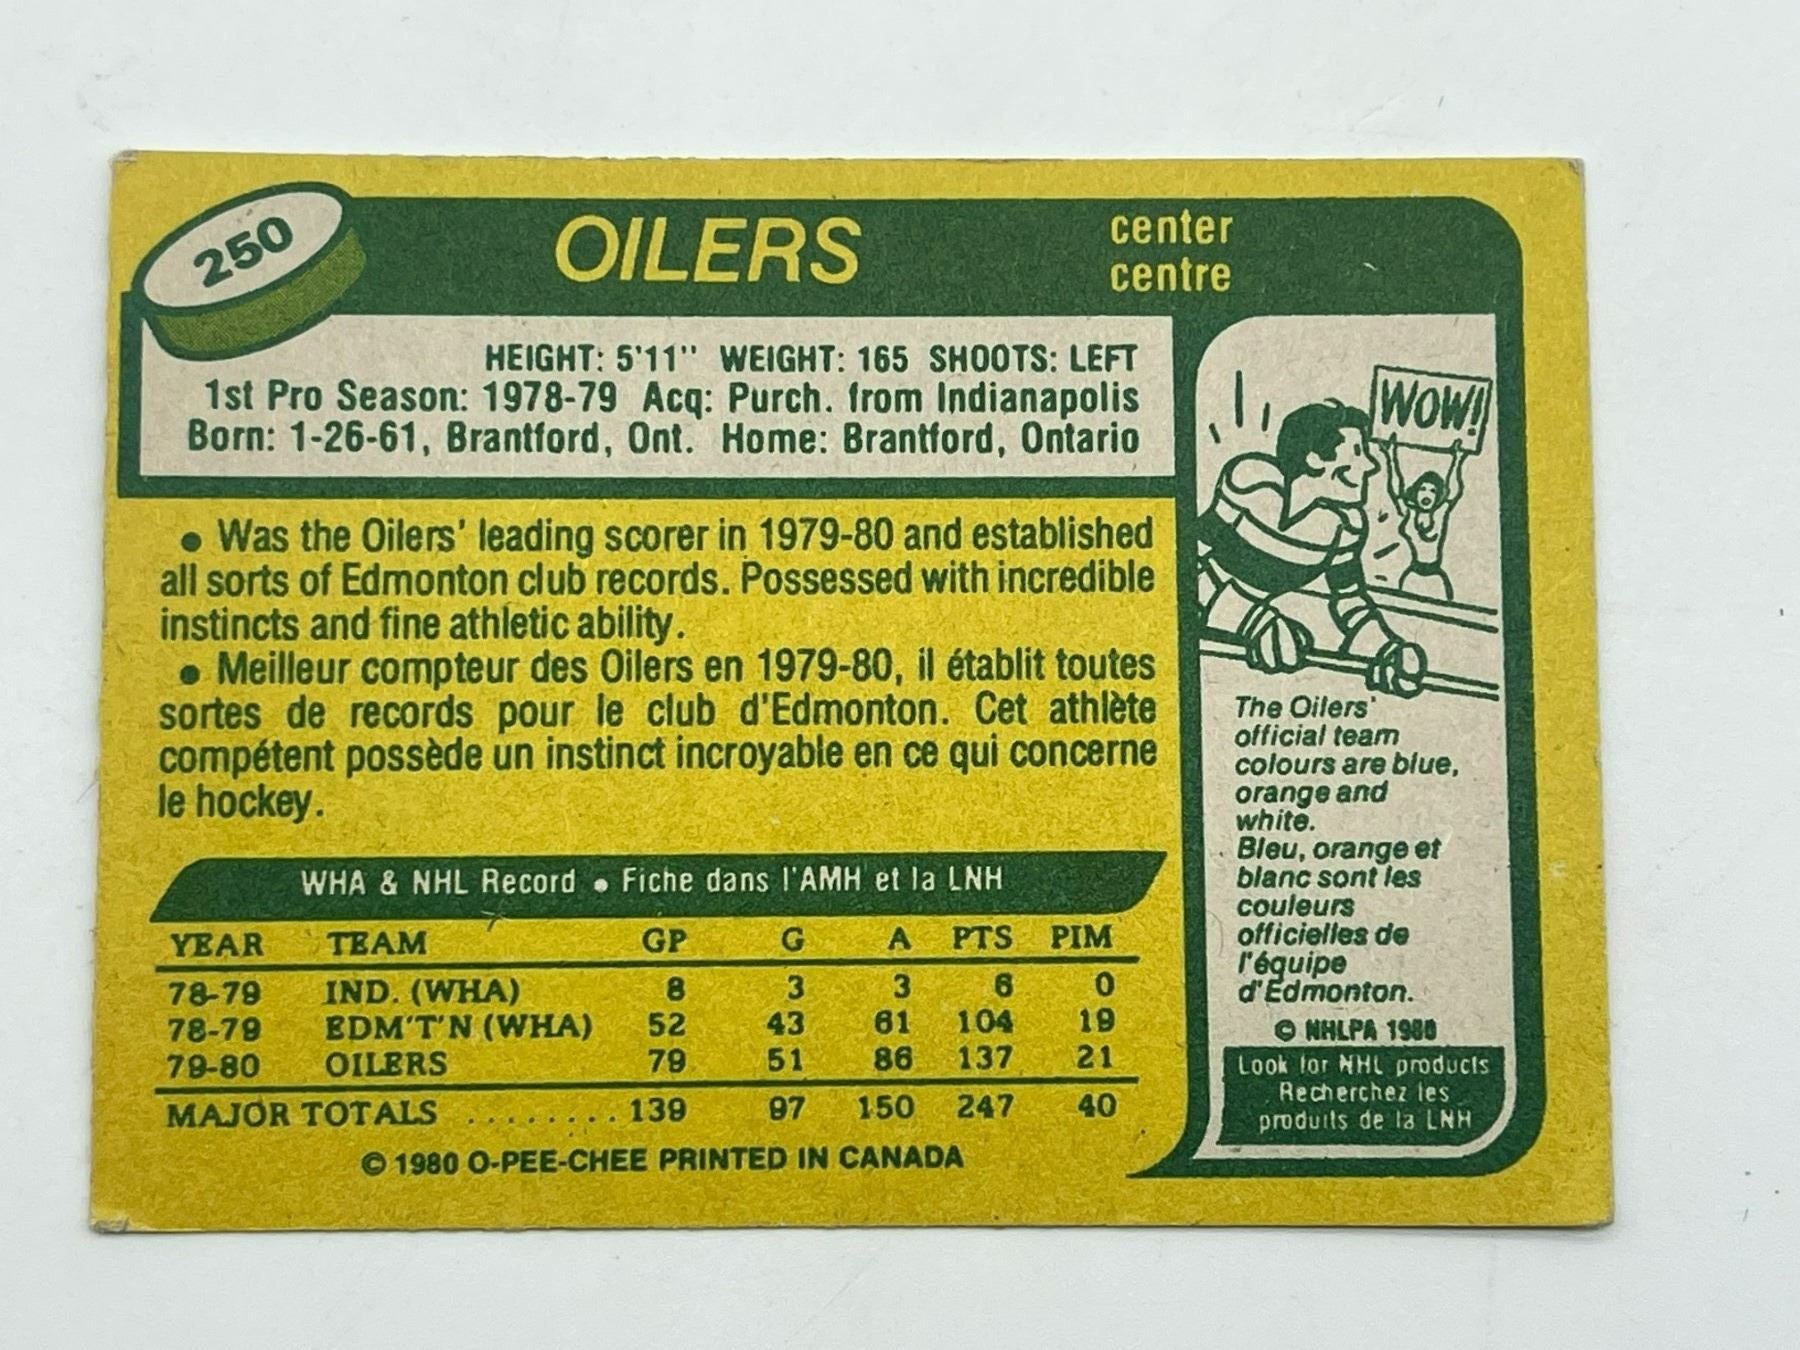 250
OILERS
center
centre
HEIGHT: 5'11" WEIGHT: 165 SHOOTS: LEFT
1st Pro Season: 1978-79 Acq: Purch. from Indianapolis
Born: 1-26-61, Brantford, Ont. Home: Brantford, Ontario
• Was the Oilers' leading scorer in 1979-80 and established
all sorts of Edmonton club records. Possessed with incredible
instincts and fine athletic ability.
• Meilleur compteur des Oilers en 1979-80, il établit toutes
sortes de records pour le club d'Edmonton. Cet athlète
compétent possède un instinct incroyable en ce qui concerne
le hockey.
WHA & NHL Record • Fiche dans l'AMH et la LNH
YEAR TEAM GP G A PTS PIM
78-79 IND. (WHA) 8 3 3 6 0
78-79 EDM'T'N (WHA) 52 43 61 104 19
79-80 OILERS 79 51 86 137 21
MAJOR TOTALS ........ 139 97 150 247 40
© 1980 O-PEE-CHEE PRINTED IN CANADA
WOW!
The Oilers'
official team
colours are blue,
orange and
white.
Bleu, orange et
blanc sont les
couleurs
officielles de
l'équipe
d'Edmonton.
© NHLPA 1980
Look for NHL products
Recherchez les
produits de la LNH